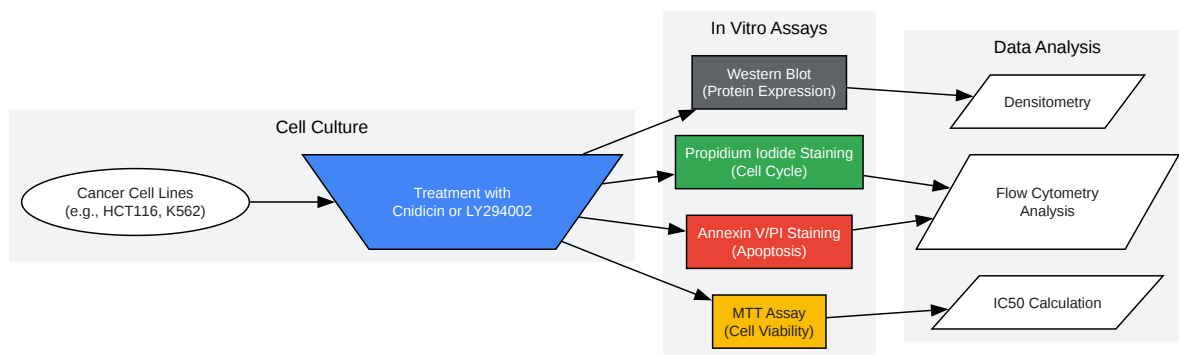 Cell Culture
Cancer Cell Lines
(e.g., HCT116, K562)
Treatment with
Cnidicin or LY294002
In Vitro Assays
Western Blot
(Protein Expression)
Propidium Iodide Staining
(Cell Cycle)
Annexin V/PI Staining
(Apoptosis)
MTT Assay
(Cell Viability)
Data Analysis
Densitometry
Flow Cytometry
Analysis
IC50 Calculation